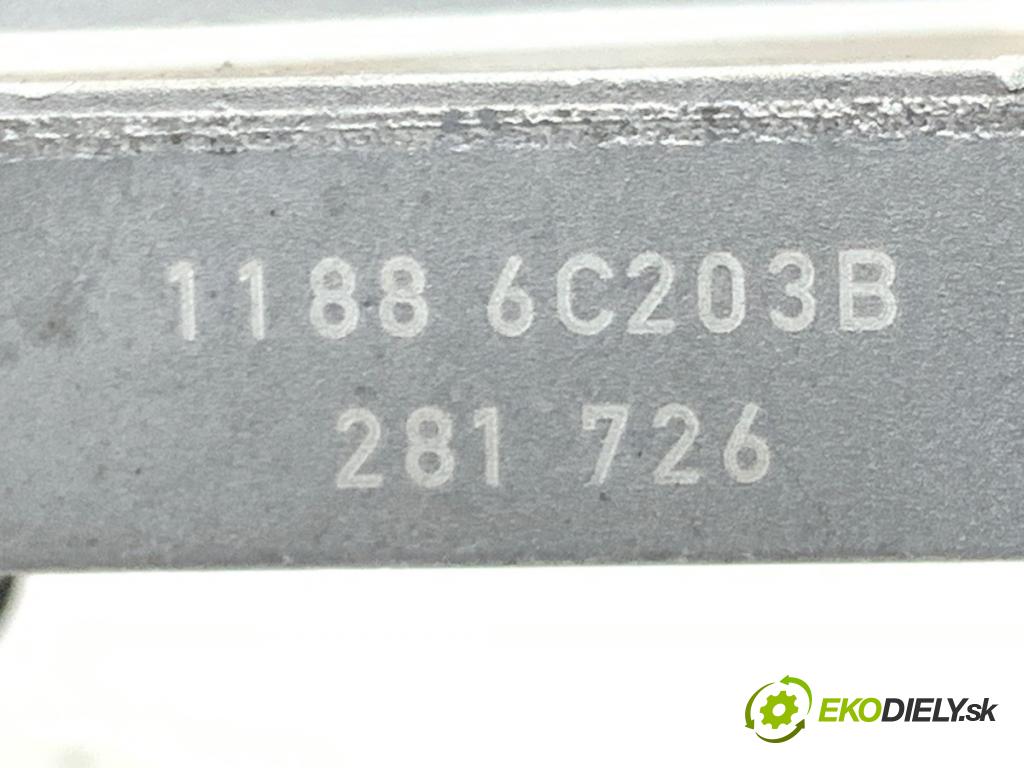 1188 6C203B
281 726
EKODIELY.sk